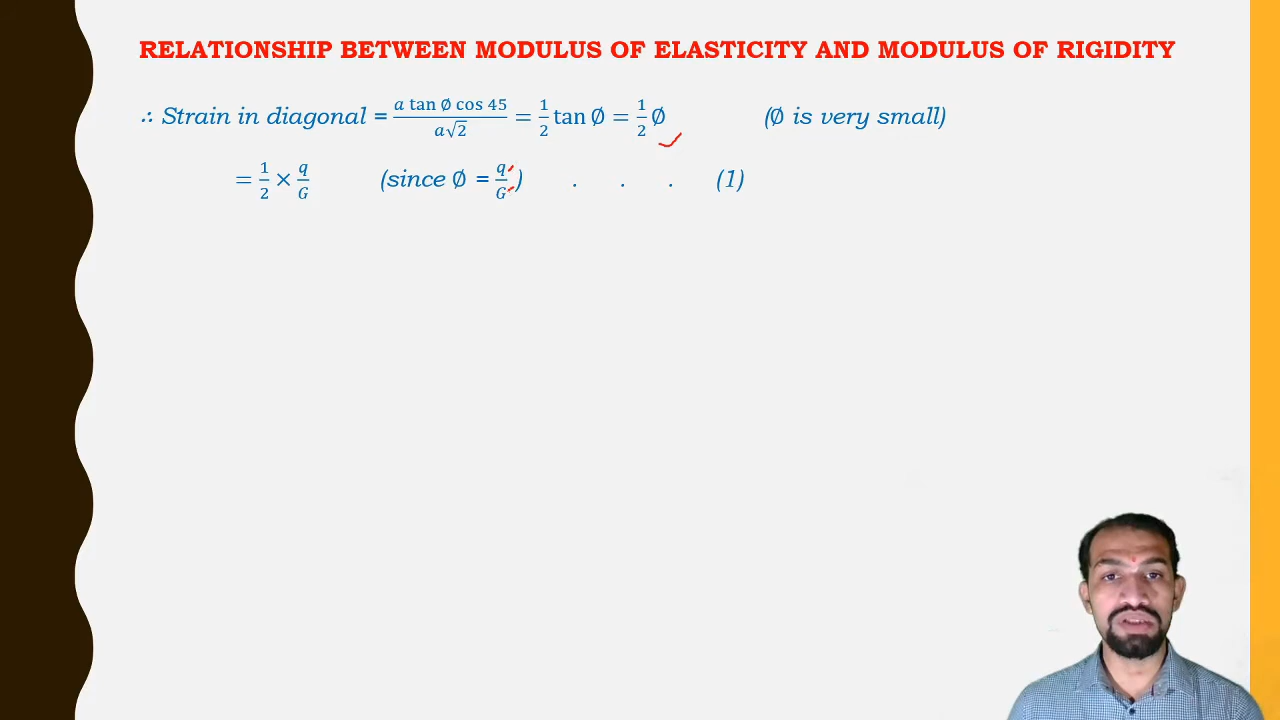 RELATIONSHIP BETWEEN MODULUS OF ELASTICITY AND MODULUS OF RIGIDITY
∴ Strain in diagonal = (a tan ∅ cos 45)/(a√2) = 1/2 tan ∅ = 1/2 ∅ (∅ is very small)
= 1/2 × q/G (since ∅ = q/G) . . . (1)